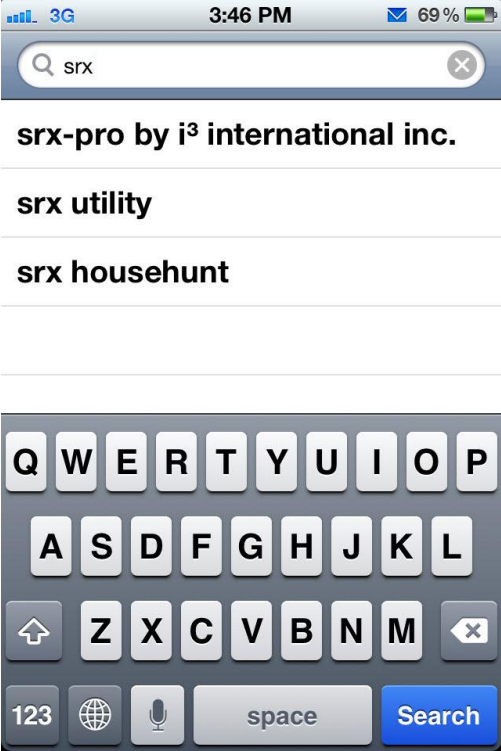 3G 3:46 PM 69%
srx
srx-pro by i³ international inc.
srx utility
srx househunt
Q W E R T Y U I O P
A S D F G H J K L
Z X C V B N M
123 space Search